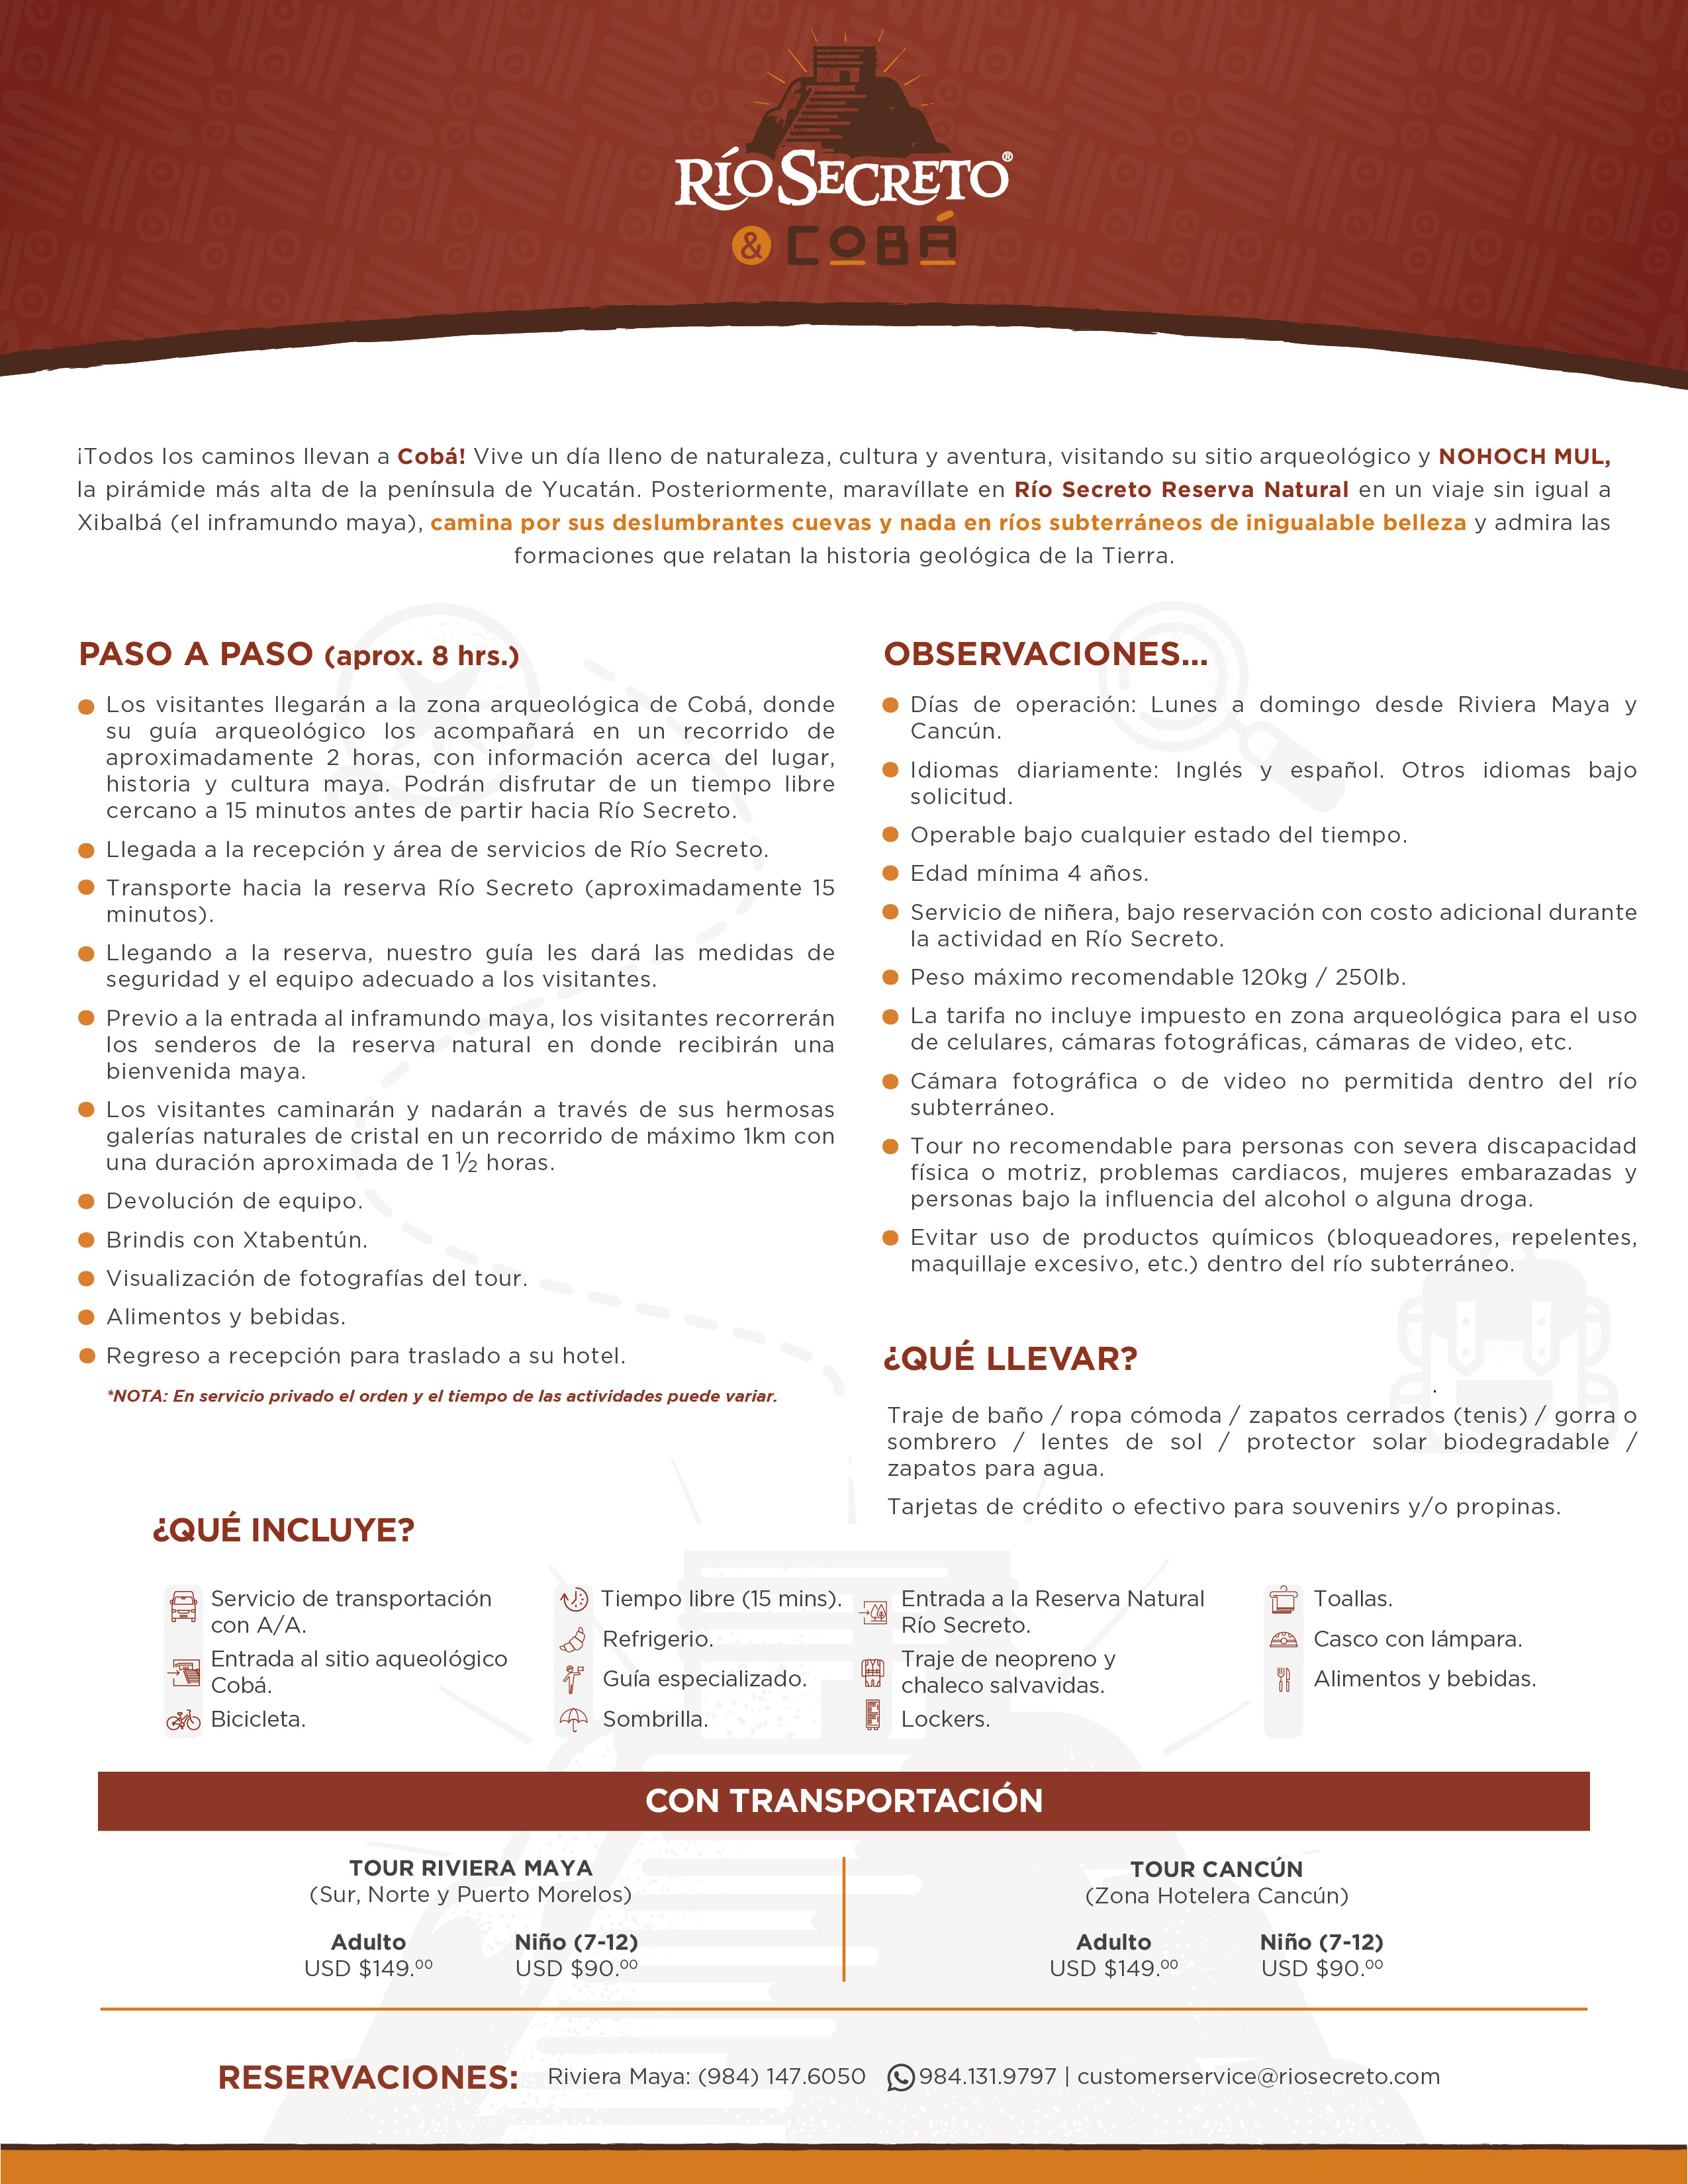 RÍO SECRETO®
& COBÁ
¡Todos los caminos llevan a Cobá! Vive un día lleno de naturaleza, cultura y aventura, visitando su sitio arqueológico y NOHOCH MUL,
la pirámide más alta de la península de Yucatán. Posteriormente, maravíllate en Río Secreto Reserva Natural en un viaje sin igual a
Xibalbá (el inframundo maya), camina por sus deslumbrantes cuevas y nada en ríos subterráneos de inigualable belleza y admira las
formaciones que relatan la historia geológica de la Tierra.
PASO A PASO (aprox. 8 hrs.)
Los visitantes llegarán a la zona arqueológica de Cobá, donde
su guía arqueológico los acompañará en un recorrido de
aproximadamente 2 horas, con información acerca del lugar,
historia y cultura maya. Podrán disfrutar de un tiempo libre
cercano a 15 minutos antes de partir hacia Río Secreto.
Llegada a la recepción y área de servicios de Río Secreto.
Transporte hacia la reserva Río Secreto (aproximadamente 15
minutos).
Llegando a la reserva, nuestro guía les dará las medidas de
seguridad y el equipo adecuado a los visitantes.
Previo a la entrada al inframundo maya, los visitantes recorrerán
los senderos de la reserva natural en donde recibirán una
bienvenida maya.
Los visitantes caminarán y nadarán a través de sus hermosas
galerías naturales de cristal en un recorrido de máximo 1km con
una duración aproximada de 1 ½ horas.
Devolución de equipo.
Brindis con Xtabentún.
Visualización de fotografías del tour.
Alimentos y bebidas.
Regreso a recepción para traslado a su hotel.
*NOTA: En servicio privado el orden y el tiempo de las actividades puede variar.
OBSERVACIONES...
Días de operación: Lunes a domingo desde Riviera Maya y
Cancún.
Idiomas diariamente: Inglés y español. Otros idiomas bajo
solicitud.
Operable bajo cualquier estado del tiempo.
Edad mínima 4 años.
Servicio de niñera, bajo reservación con costo adicional durante
la actividad en Río Secreto.
Peso máximo recomendable 120kg / 250lb.
La tarifa no incluye impuesto en zona arqueológica para el uso
de celulares, cámaras fotográficas, cámaras de video, etc.
Cámara fotográfica o de video no permitida dentro del río
subterráneo.
Tour no recomendable para personas con severa discapacidad
física o motriz, problemas cardiacos, mujeres embarazadas y
personas bajo la influencia del alcohol o alguna droga.
Evitar uso de productos químicos (bloqueadores, repelentes,
maquillaje excesivo, etc.) dentro del río subterráneo.
¿QUÉ LLEVAR?
.
Traje de baño / ropa cómoda / zapatos cerrados (tenis) / gorra o
sombrero / lentes de sol / protector solar biodegradable /
zapatos para agua.
Tarjetas de crédito o efectivo para souvenirs y/o propinas.
¿QUÉ INCLUYE?
Servicio de transportación
con A/A.
Entrada al sitio aqueológico
Cobá.
Bicicleta.
Tiempo libre (15 mins).
Refrigerio.
Guía especializado.
Sombrilla.
Entrada a la Reserva Natural
Río Secreto.
Traje de neopreno y
chaleco salvavidas.
Lockers.
Toallas.
Casco con lámpara.
Alimentos y bebidas.
CON TRANSPORTACIÓN
TOUR RIVIERA MAYA
(Sur, Norte y Puerto Morelos)
Adulto Niño (7-12)
USD $149.00 USD $90.00
TOUR CANCÚN
(Zona Hotelera Cancún)
Adulto Niño (7-12)
USD $149.00 USD $90.00
RESERVACIONES: Riviera Maya: (984) 147.6050 984.131.9797 | customerservice@riosecreto.com